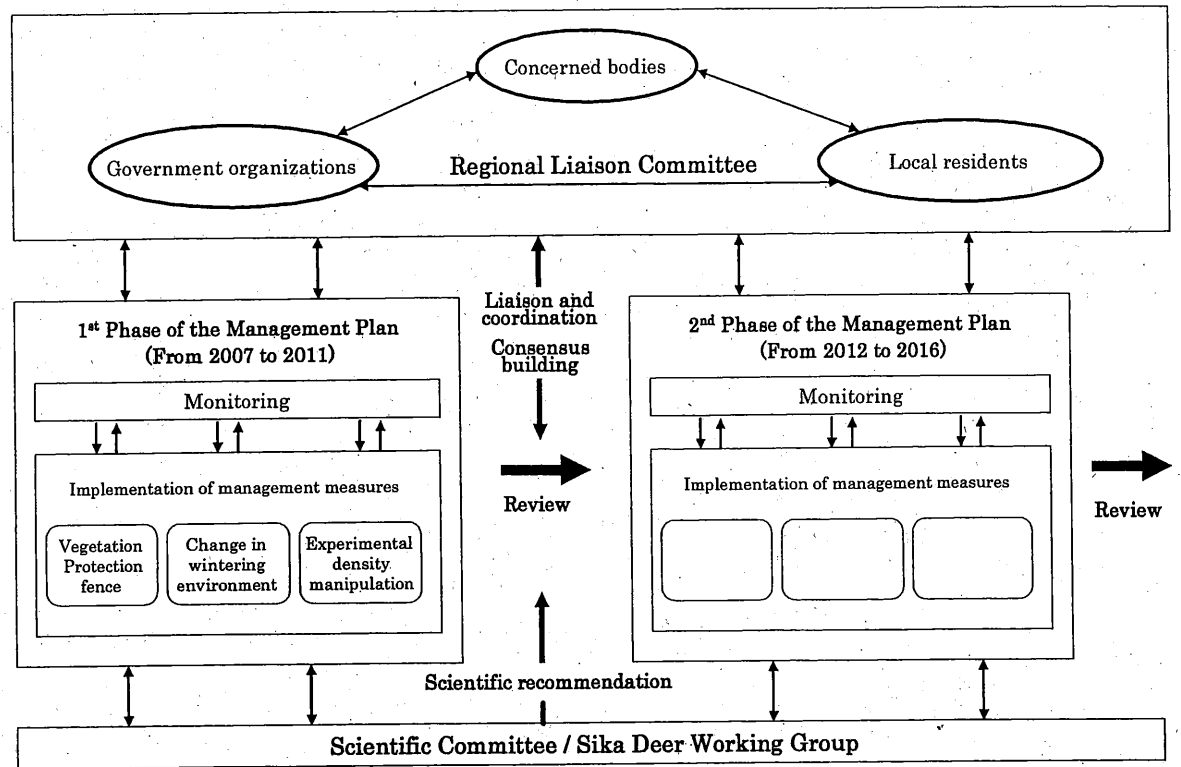 Concerned bodies
Government organizations
Regional Liaison Committee
Local residents
1st Phase of the Management Plan
(From 2007 to 2011)
Monitoring
Implementation of management measures
Vegetation
Protection
fence
Change in
wintering
environment
Experimental
density
manipulation
Liaison and
coordination
Consensus
building
Review
Scientific recommendation
2nd Phase of the Management Plan
(From 2012 to 2016)
Monitoring
Implementation of management measures
Review
Scientific Committee / Sika Deer Working Group